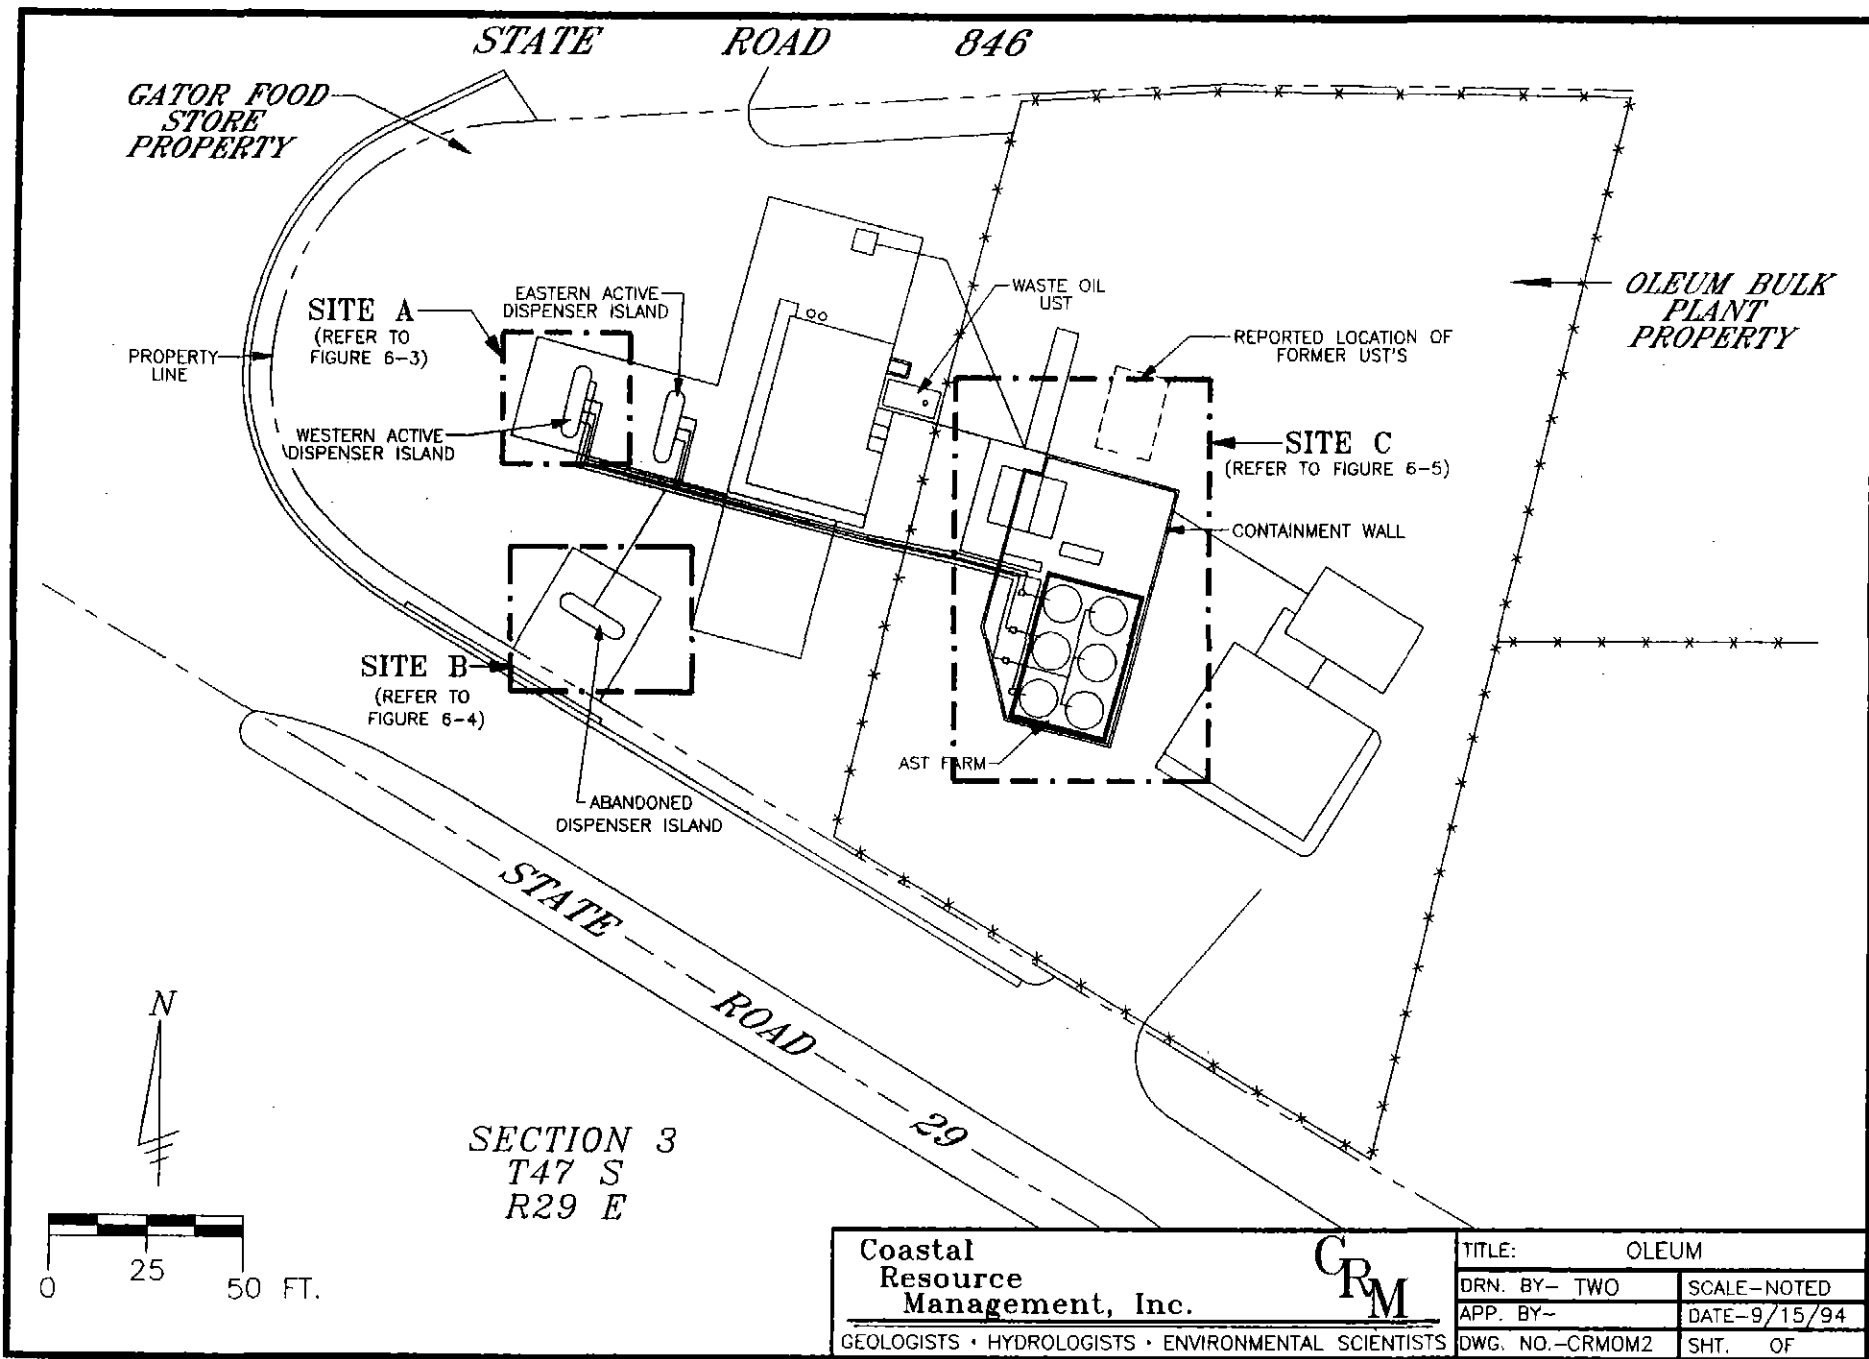 STATE ROAD 846
GATOR FOOD
STORE
PROPERTY
OLEUM BULK
PLANT
PROPERTY
SITE A
(REFER TO
FIGURE 6-3)
EASTERN ACTIVE
DISPENSER ISLAND
WASTE OIL
UST
REPORTED LOCATION OF
FORMER UST'S
PROPERTY
LINE
WESTERN ACTIVE
DISPENSER ISLAND
SITE C
(REFER TO FIGURE 6-5)
CONTAINMENT WALL
SITE B
(REFER TO
FIGURE 6-4)
AST FARM
ABANDONED
DISPENSER ISLAND
STATE ROAD 29
N
SECTION 3
T47 S
R29 E
0 25 50 FT.
Coastal
Resource
Management, Inc.
CRM
GEOLOGISTS · HYDROLOGISTS · ENVIRONMENTAL SCIENTISTS
TITLE: OLEUM
DRN. BY- TWO
SCALE-NOTED
APP. BY-
DATE-9/15/94
DWG. NO.-CRMOM2
SHT. OF